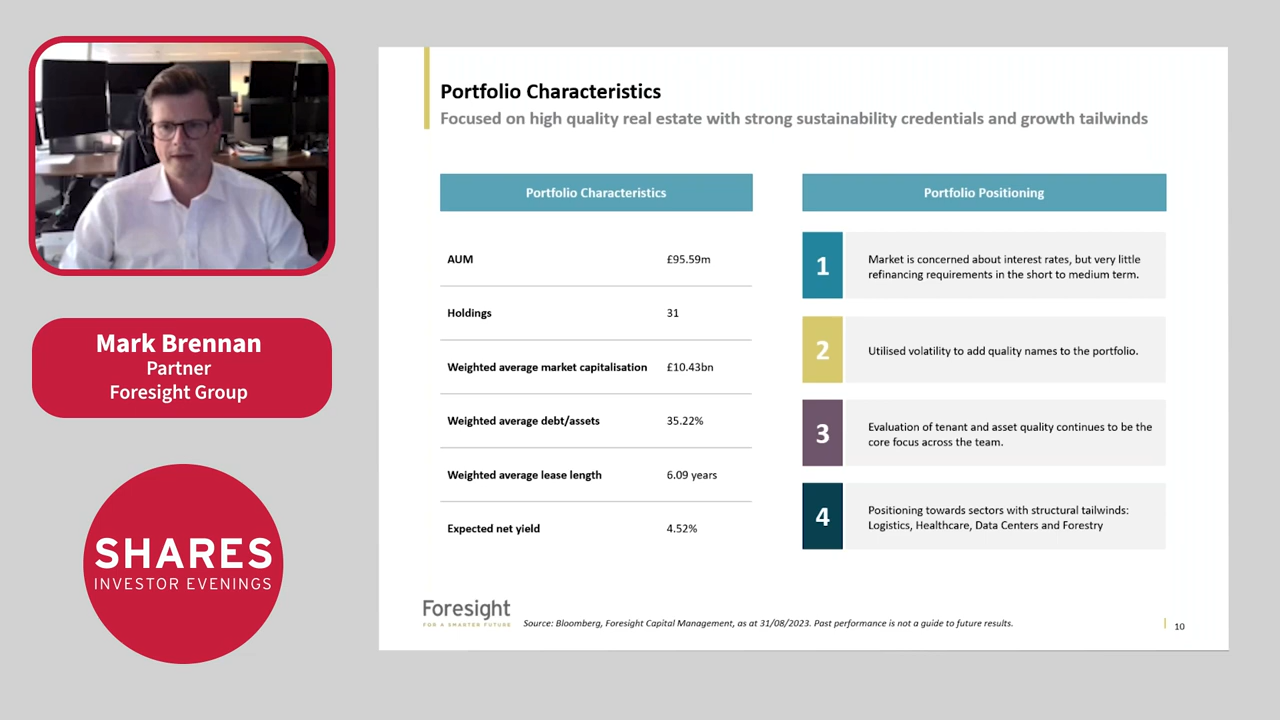 Mark Brennan
Partner
Foresight Group
SHARES
INVESTOR EVENINGS
Portfolio Characteristics
Focused on high quality real estate with strong sustainability credentials and growth tailwinds
Portfolio Characteristics
AUM £95.59m
Holdings 31
Weighted average market capitalisation £10.43bn
Weighted average debt/assets 35.22%
Weighted average lease length 6.09 years
Expected net yield 4.52%
Portfolio Positioning
1 Market is concerned about interest rates, but very little
refinancing requirements in the short to medium term.
2 Utilised volatility to add quality names to the portfolio.
3 Evaluation of tenant and asset quality continues to be the
core focus across the team.
4 Positioning towards sectors with structural tailwinds:
Logistics, Healthcare, Data Centers and Forestry
Foresight
FOR A SMARTER FUTURE
Source: Bloomberg, Foresight Capital Management, as at 31/08/2023. Past performance is not a guide to future results.
10